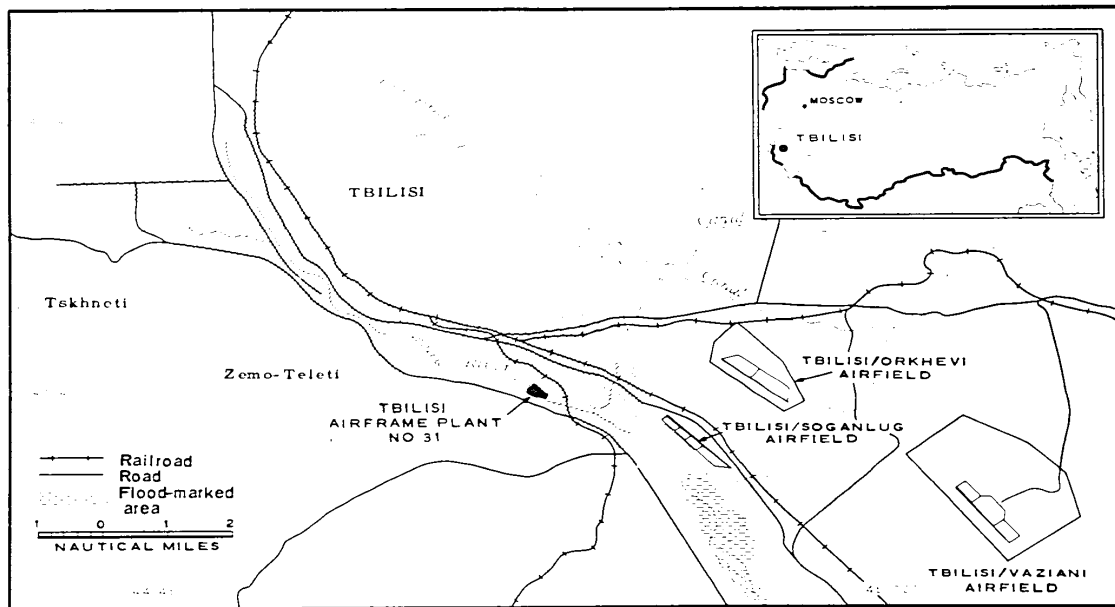 MOSCOW
TBILISI
TBILISI
Tskhneti
Zemo-Teleti
TBILISI
AIRFRAME PLANT
NO 31
TBILISI/ORKHEVI
AIRFIELD
TBILISI/SOGANLUG
AIRFIELD
TBILISI/VAZIANI
AIRFIELD
Railroad
Road
Flood-marked
area
1 0 1 2
NAUTICAL MILES